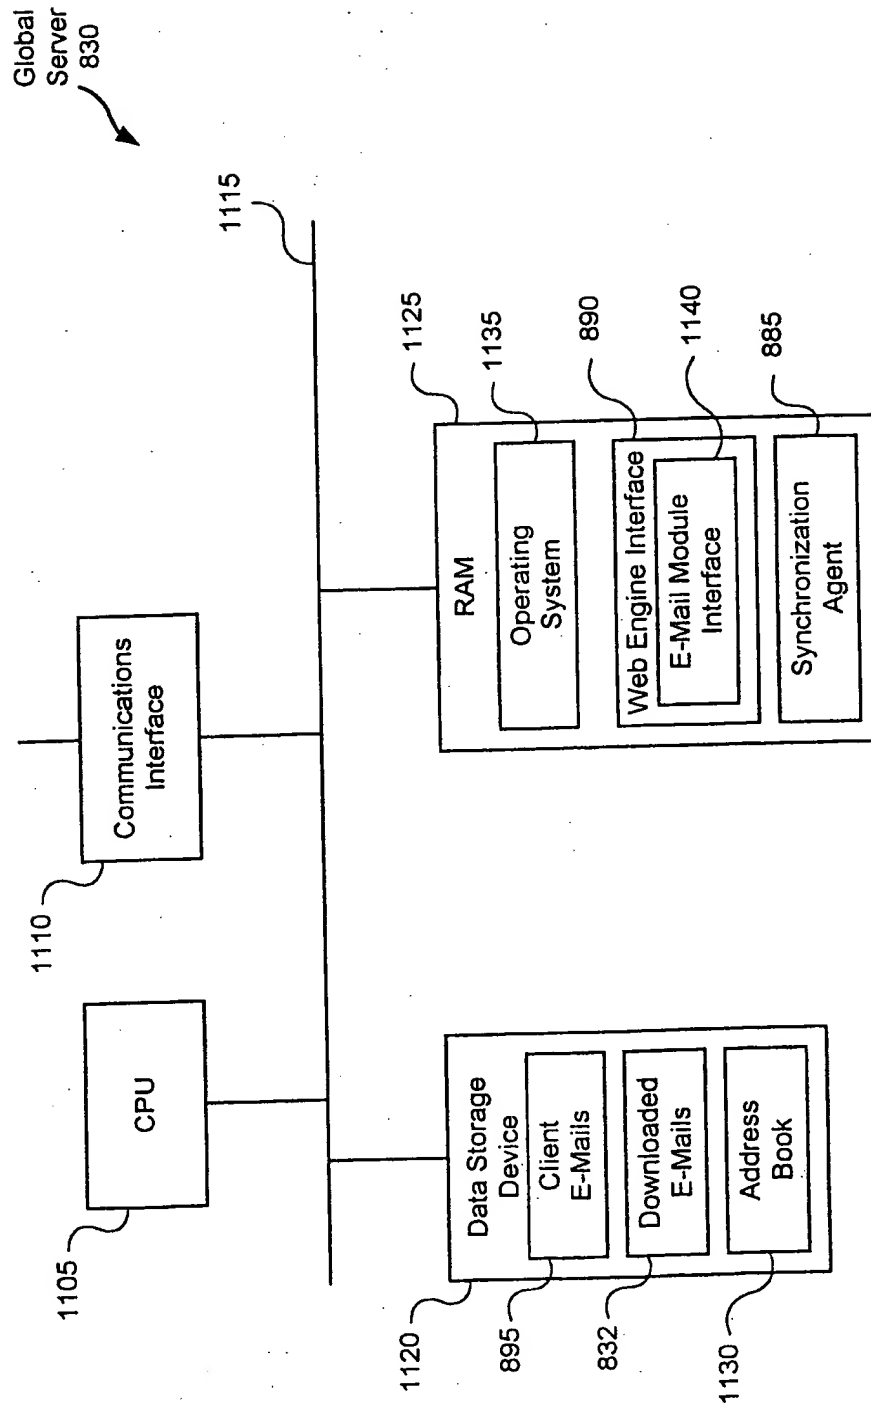 Global
Server
830
1105
CPU
1110
Communications
Interface
1115
1120
Data Storage
Device
895
Client
E-Mails
832
Downloaded
E-Mails
1130
Address
Book
1125
RAM
1135
Operating
System
890
Web Engine Interface
1140
E-Mail Module
Interface
885
Synchronization
Agent